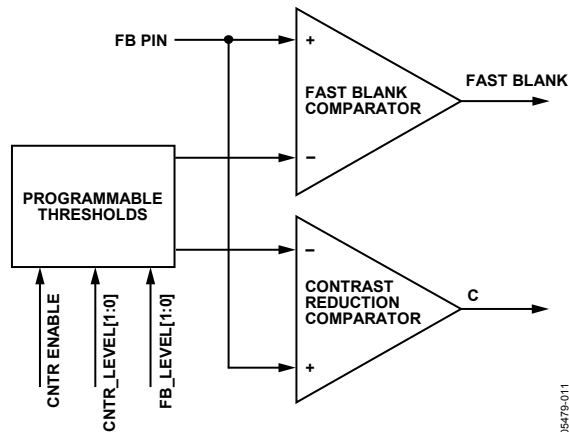 FB PIN
+
FAST BLANK
COMPARATOR
FAST BLANK
–
PROGRAMMABLE
THRESHOLDS
–
CONTRAST
REDUCTION
COMPARATOR
C
+
CNTR ENABLE
CNTR_LEVEL[1:0]
FB_LEVEL[1:0]
05479-011